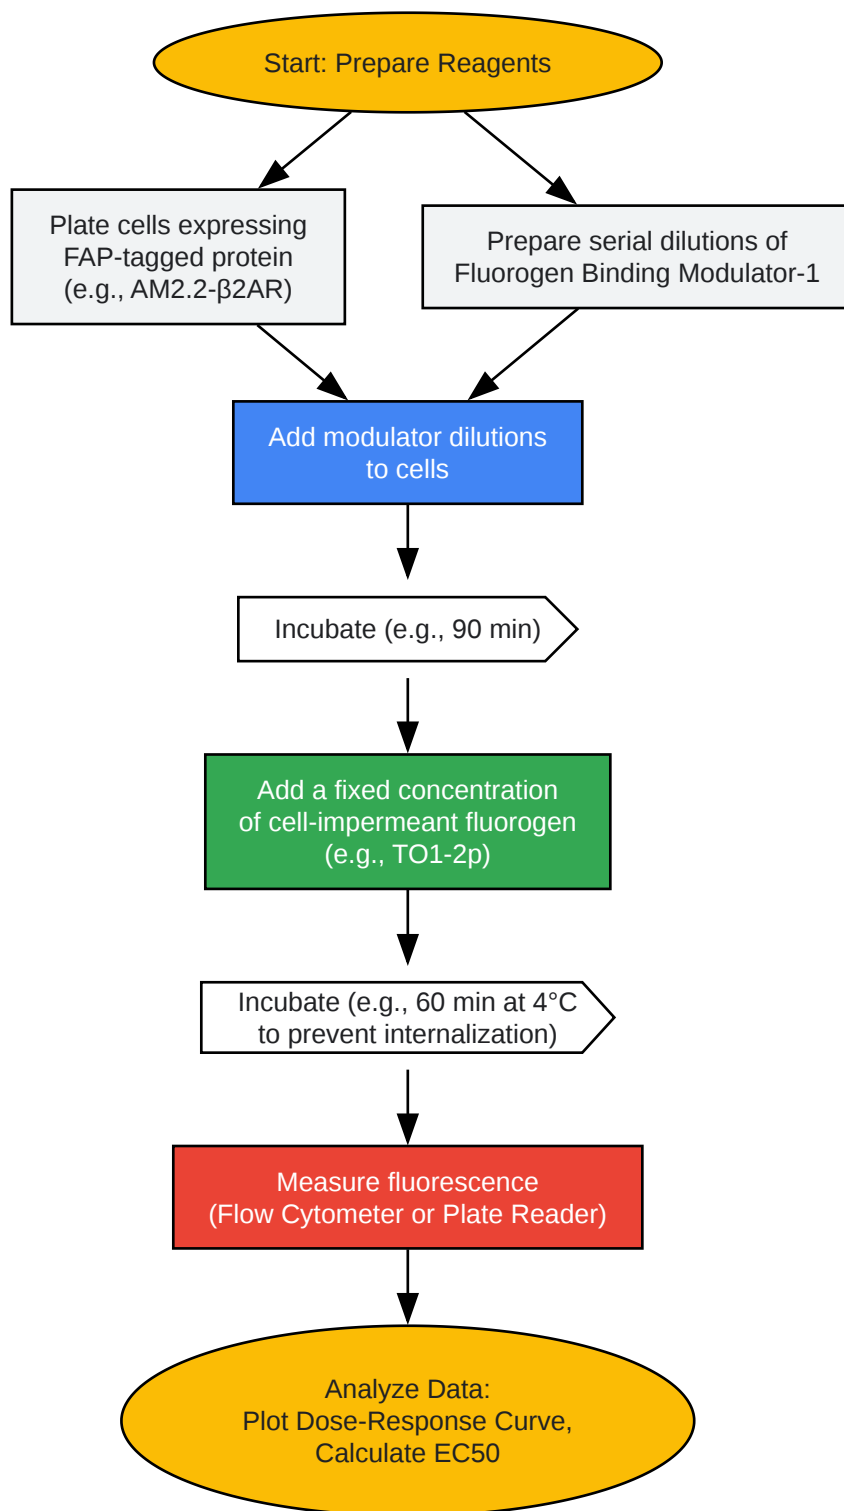 Start: Prepare Reagents
Plate cells expressing
FAP-tagged protein
(e.g., AM2.2-β2AR)
Prepare serial dilutions of
Fluorogen Binding Modulator-1
Add modulator dilutions
to cells
Incubate (e.g., 90 min)
Add a fixed concentration
of cell-impermeant fluorogen
(e.g., TO1-2p)
Incubate (e.g., 60 min at 4°C
to prevent internalization)
Measure fluorescence
(Flow Cytometer or Plate Reader)
Analyze Data:
Plot Dose-Response Curve,
Calculate EC50